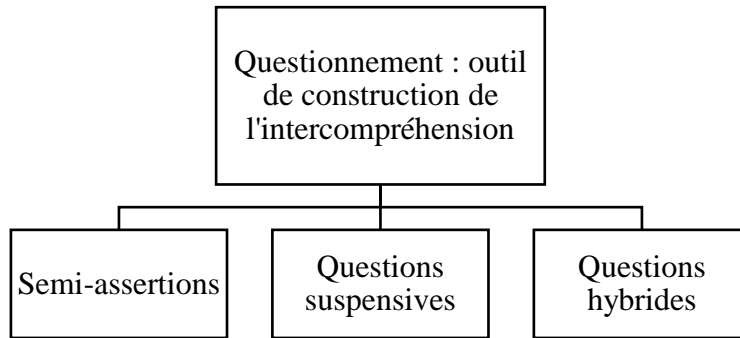 Questionnement : outil
de construction de
l'intercompréhension
Semi-assertions
Questions
suspensives
Questions
hybrides